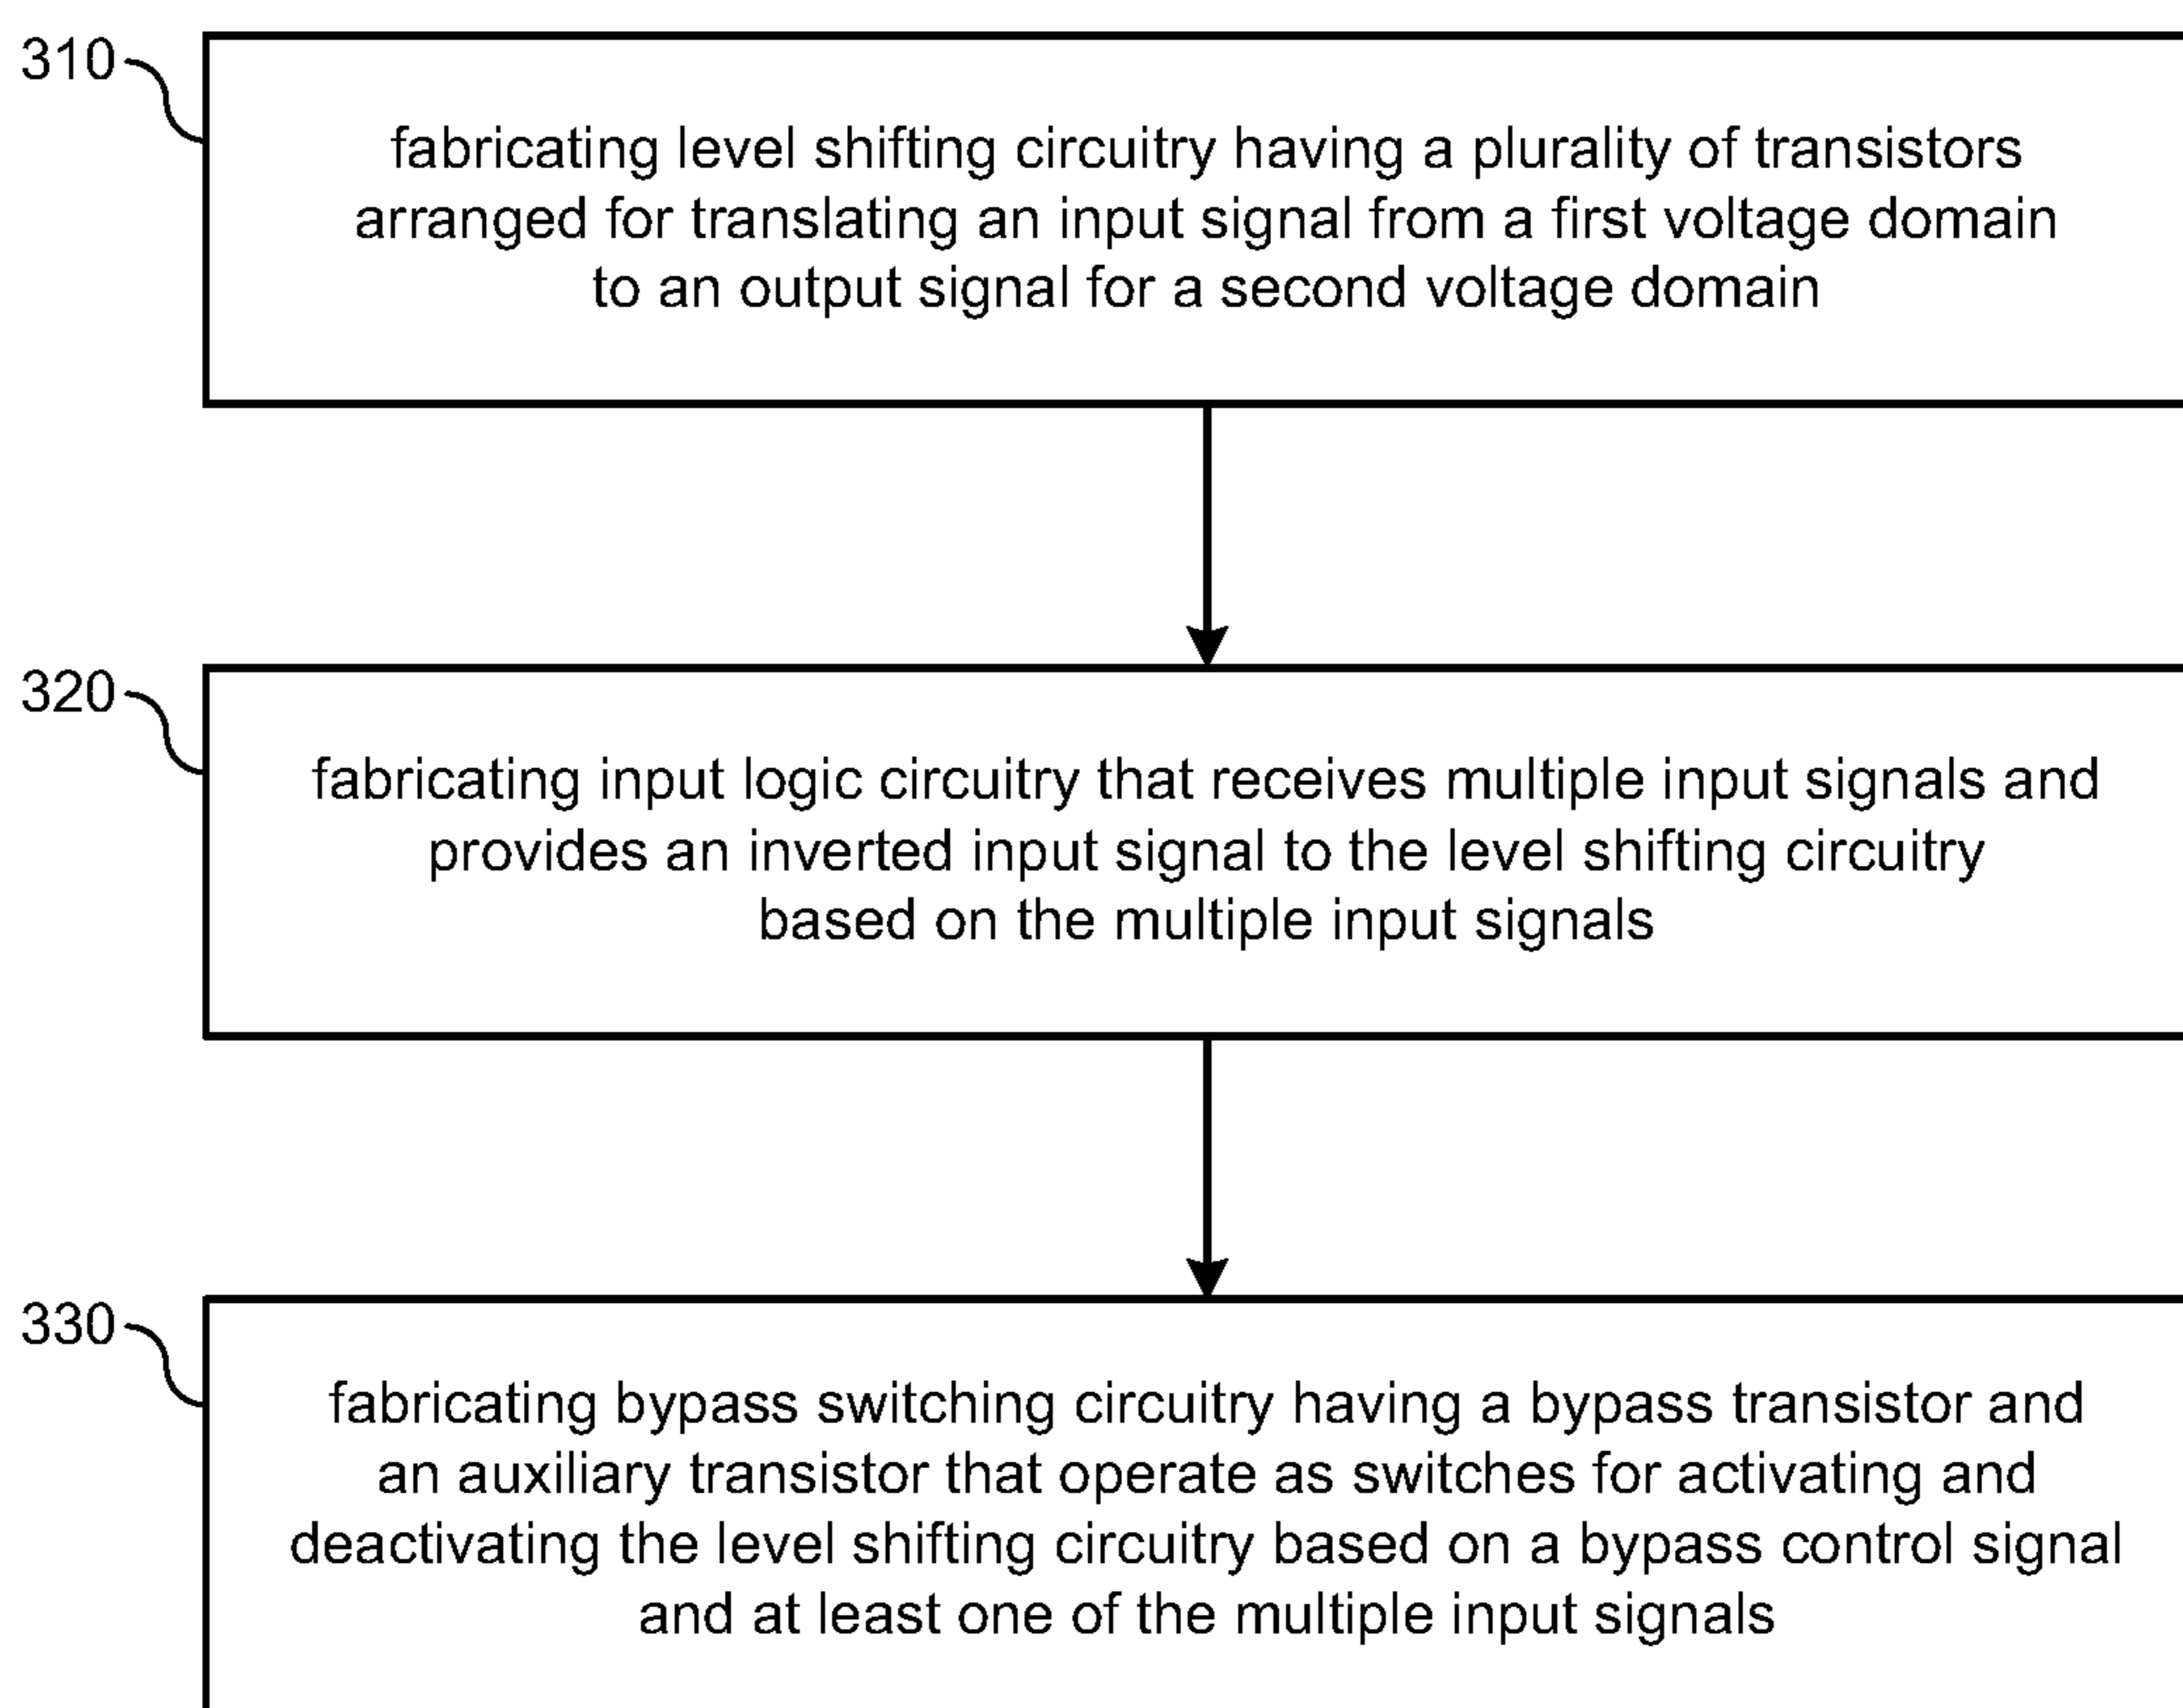 310
fabricating level shifting circuitry having a plurality of transistors
arranged for translating an input signal from a first voltage domain
to an output signal for a second voltage domain
320
fabricating input logic circuitry that receives multiple input signals and
provides an inverted input signal to the level shifting circuitry
based on the multiple input signals
330
fabricating bypass switching circuitry having a bypass transistor and
an auxiliary transistor that operate as switches for activating and
deactivating the level shifting circuitry based on a bypass control signal
and at least one of the multiple input signals